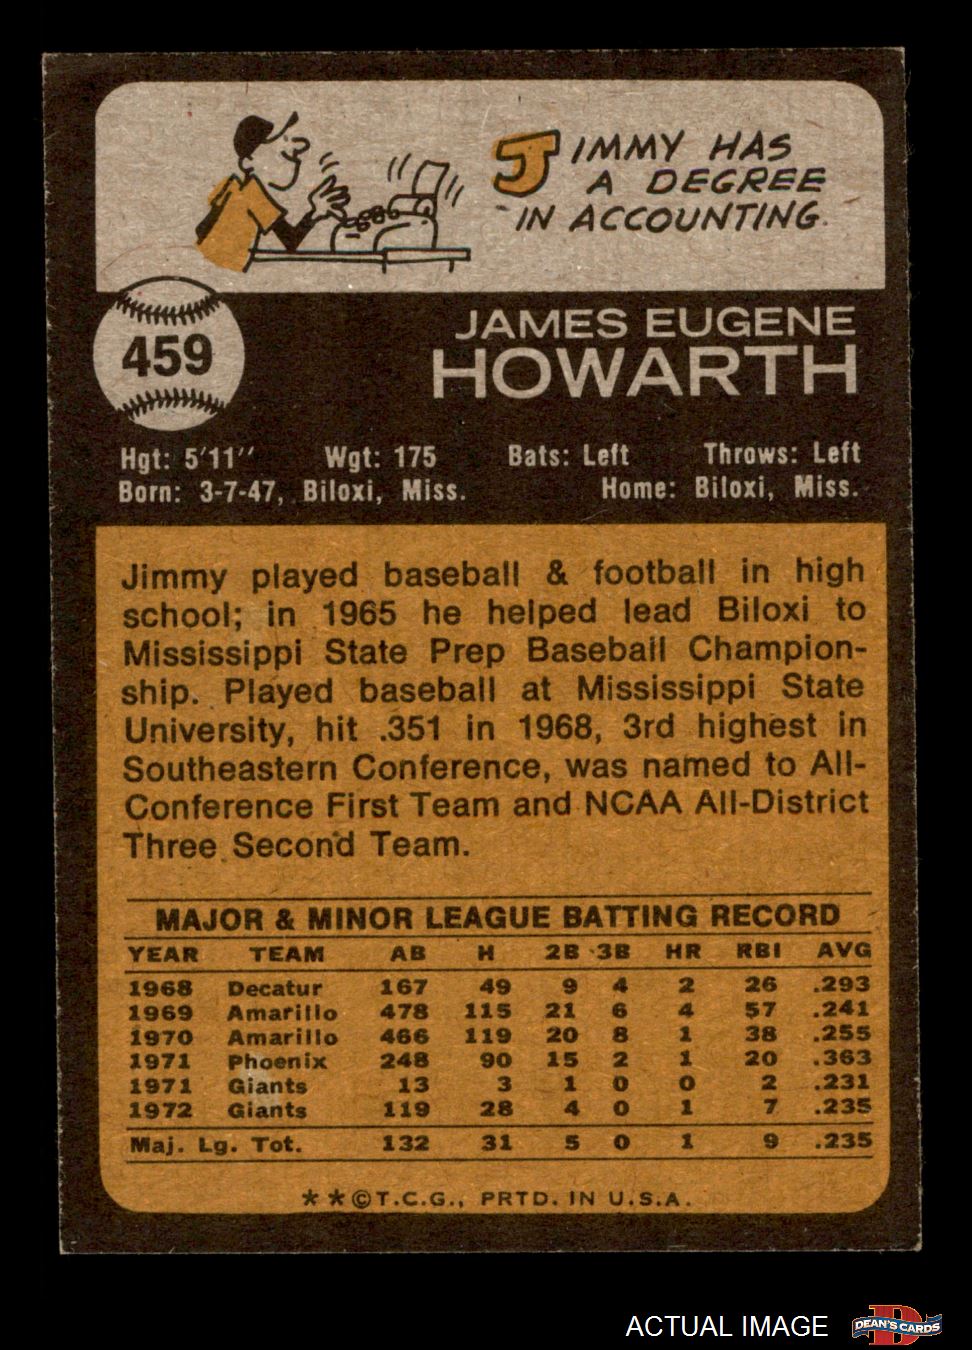 JIMMY HAS
A DEGREE
IN ACCOUNTING.
459
JAMES EUGENE
HOWARTH
Hgt: 5'11'' Wgt: 175 Bats: Left Throws: Left
Born: 3-7-47, Biloxi, Miss. Home: Biloxi, Miss.
Jimmy played baseball & football in high
school; in 1965 he helped lead Biloxi to
Mississippi State Prep Baseball Champion-
ship. Played baseball at Mississippi State
University, hit .351 in 1968, 3rd highest in
Southeastern Conference, was named to All-
Conference First Team and NCAA All-District
Three Second Team.
MAJOR & MINOR LEAGUE BATTING RECORD
YEAR TEAM AB H 2B 3B HR RBI AVG
1968 Decatur 167 49 9 4 2 26 .293
1969 Amarillo 478 115 21 6 4 57 .241
1970 Amarillo 466 119 20 8 1 38 .255
1971 Phoenix 248 90 15 2 1 20 .363
1971 Giants 13 3 1 0 0 2 .231
1972 Giants 119 28 4 0 1 7 .235
Maj. Lg. Tot. 132 31 5 0 1 9 .235
**©T.C.G., PRTD. IN U.S.A.
ACTUAL IMAGE
D
DEAN'S CARDS